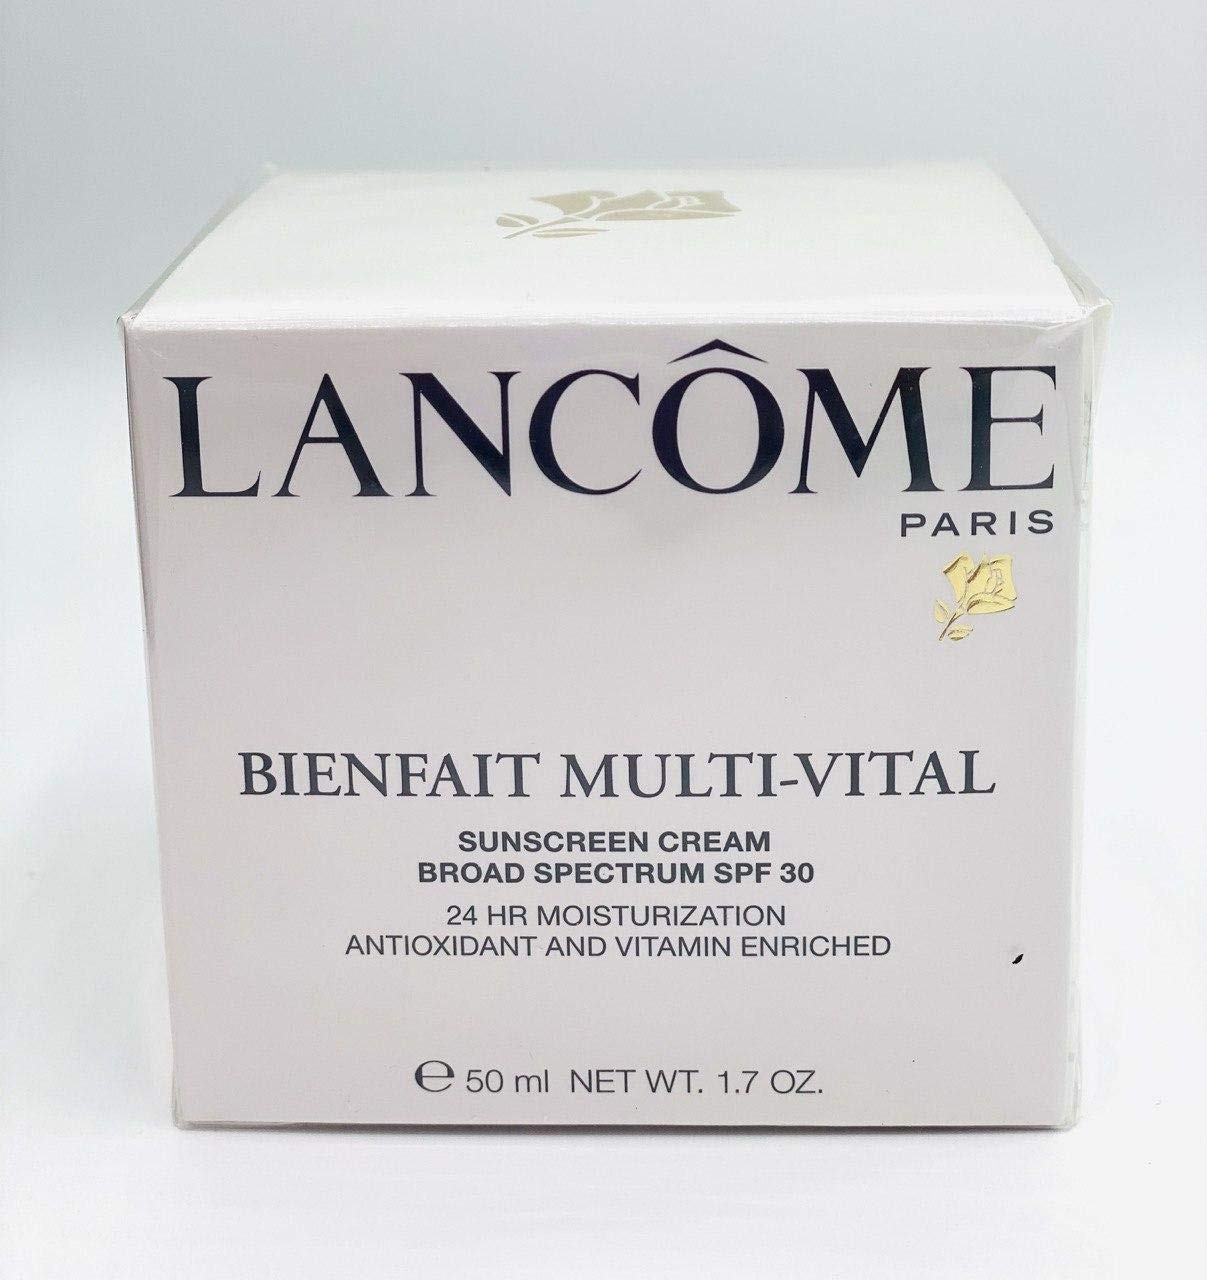 LANCÔME
PARIS
BIENFAIT MULTI-VITAL
SUNSCREEN CREAM
BROAD SPECTRUM SPF 30
24 HR MOISTURIZATION
ANTIOXIDANT AND VITAMIN ENRICHED
℮ 50 ml NET WT. 1.7 OZ.